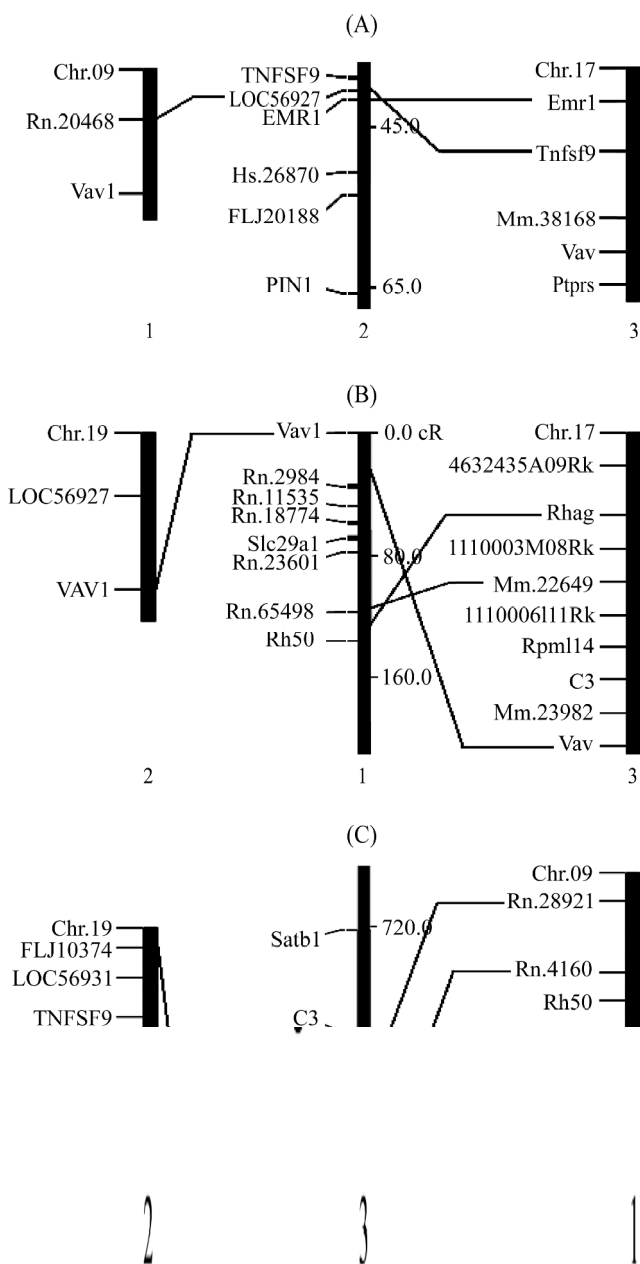 (A)
Chr.09
Rn.20468
Vav1
1
TNFSF9
LOC56927
EMR1
45.0
Hs.26870
FLJ20188
PIN1
65.0
2
Chr.17
Emr1
Tnfsf9
Mm.38168
Vav
Ptprs
3
(B)
Chr.19
LOC56927
VAV1
2
Vav1
0.0 cR
Rn.2984
Rn.11535
Rn.18774
Slc29a1
80.0
Rn.23601
Rn.65498
Rh50
160.0
1
Chr.17
4632435A09Rk
Rhag
1110003M08Rk
Mm.22649
1110006l11Rk
Rpml14
C3
Mm.23982
Vav
3
(C)
Chr.19
FLJ10374
LOC56931
TNFSF9
2
Satb1
720.0
C3
3
Chr.09
Rn.28921
Rn.4160
Rh50
1